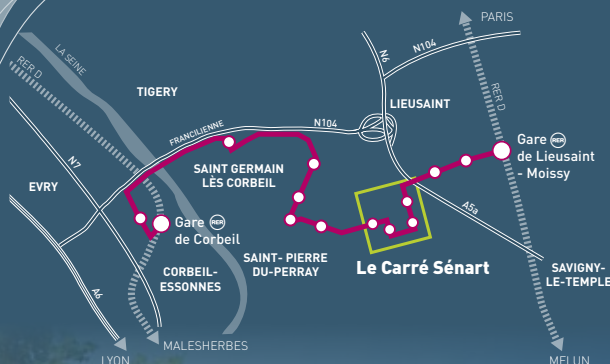 PARIS
N6
N104
LA SEINE
RER D
TIGERY
RER D
LIEUSAINT
N104
FRANCILIENNE
Gare RER
de Lieusaint
- Moissy
N7
SAINT GERMAIN
LÈS CORBEIL
EVRY
A5a
Gare RER
de Corbeil
SAINT- PIERRE
DU-PERRAY
Le Carré Sénart
CORBEIL-
ESSONNES
SAVIGNY-
LE-TEMPLE
A6
MALESHERBES
LYON
MELUN